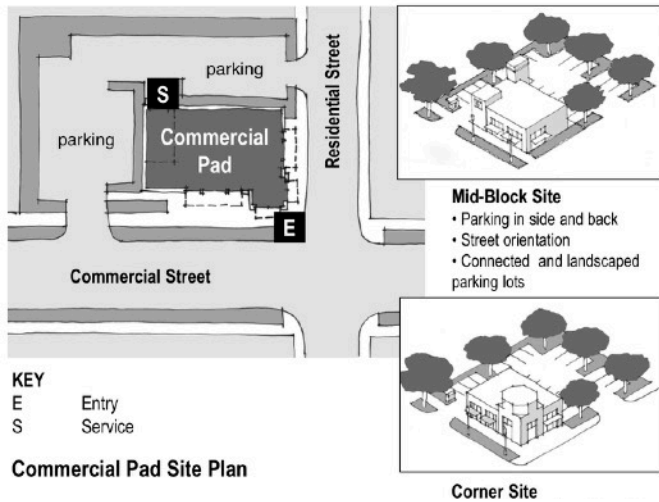 parking
S
parking
Commercial
Pad
Residential Street
E
Commercial Street
KEY
E Entry
S Service
Commercial Pad Site Plan
Mid-Block Site
• Parking in side and back
• Street orientation
• Connected and landscaped
parking lots
Corner Site